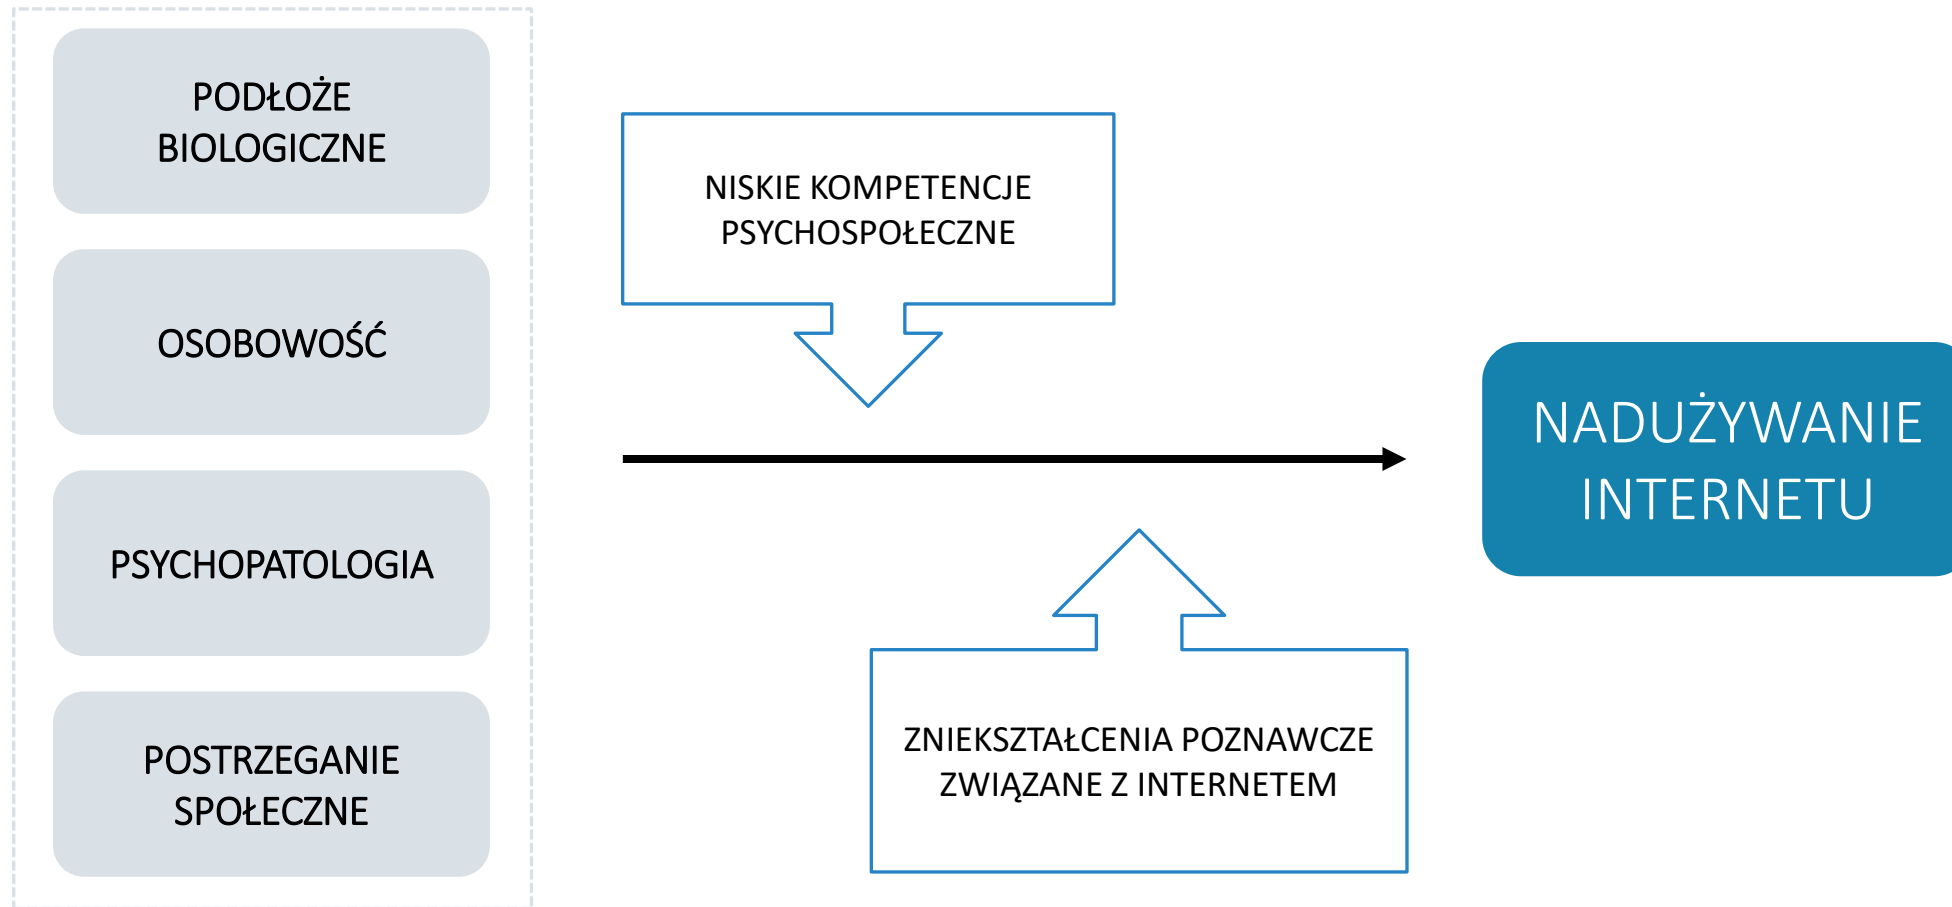 PODŁOŻE
BIOLOGICZNE
OSOBOWOŚĆ
PSYCHOPATOLOGIA
POSTRZEGANIE
SPOŁECZNE
NISKIE KOMPETENCJE
PSYCHOSPOŁECZNE
ZNIEKSZTAŁCENIA POZNAWCZE
ZWIĄZANE Z INTERNETEM
NADUŻYWANIE
INTERNETU